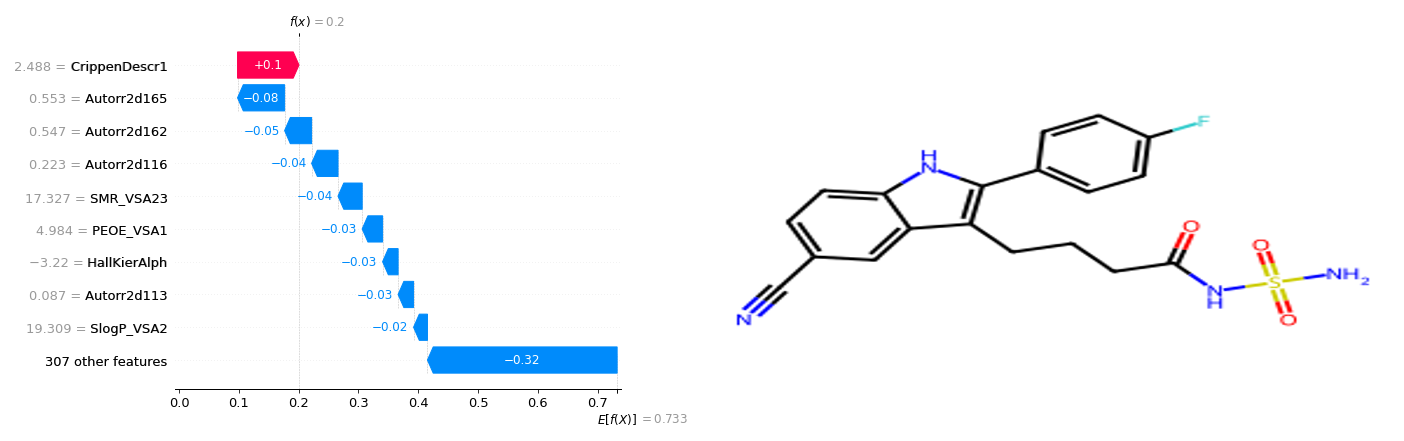 f(x) = 0.2
2.488 = CrippenDescr1
+0.1
0.553 = Autorr2d165
−0.08
0.547 = Autorr2d162
−0.05
0.223 = Autorr2d116
−0.04
17.327 = SMR_VSA23
−0.04
4.984 = PEOE_VSA1
−0.03
−3.22 = HallKierAlph
−0.03
0.087 = Autorr2d113
−0.03
19.309 = SlogP_VSA2
−0.02
307 other features
−0.32
0.0 0.1 0.2 0.3 0.4 0.5 0.6 0.7
E[f(X)] = 0.733
F
H
N
O
O
NH₂
S
N
H
O
N